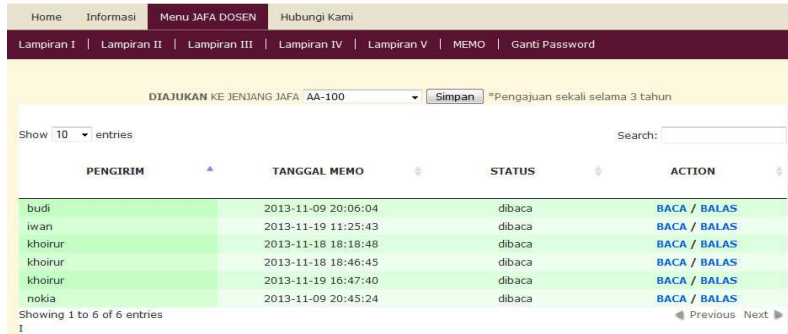 Home Informasi Menu JAFA DOSEN Hubungi Kami
Lampiran I | Lampiran II | Lampiran III | Lampiran IV | Lampiran V | MEMO | Ganti Password
DIAJUKAN KE JENJANG JAFA AA-100 Simpan *Pengajuan sekali selama 3 tahun
Show 10 entries Search:
PENGIRIM TANGGAL MEMO STATUS ACTION
budi 2013-11-09 20:06:04 dibaca BACA / BALAS
iwan 2013-11-19 11:25:43 dibaca BACA / BALAS
khoirur 2013-11-18 18:18:48 dibaca BACA / BALAS
khoirur 2013-11-18 18:46:45 dibaca BACA / BALAS
khoirur 2013-11-19 16:47:40 dibaca BACA / BALAS
nokia 2013-11-09 20:45:24 dibaca BACA / BALAS
Showing 1 to 6 of 6 entries Previous Next
I